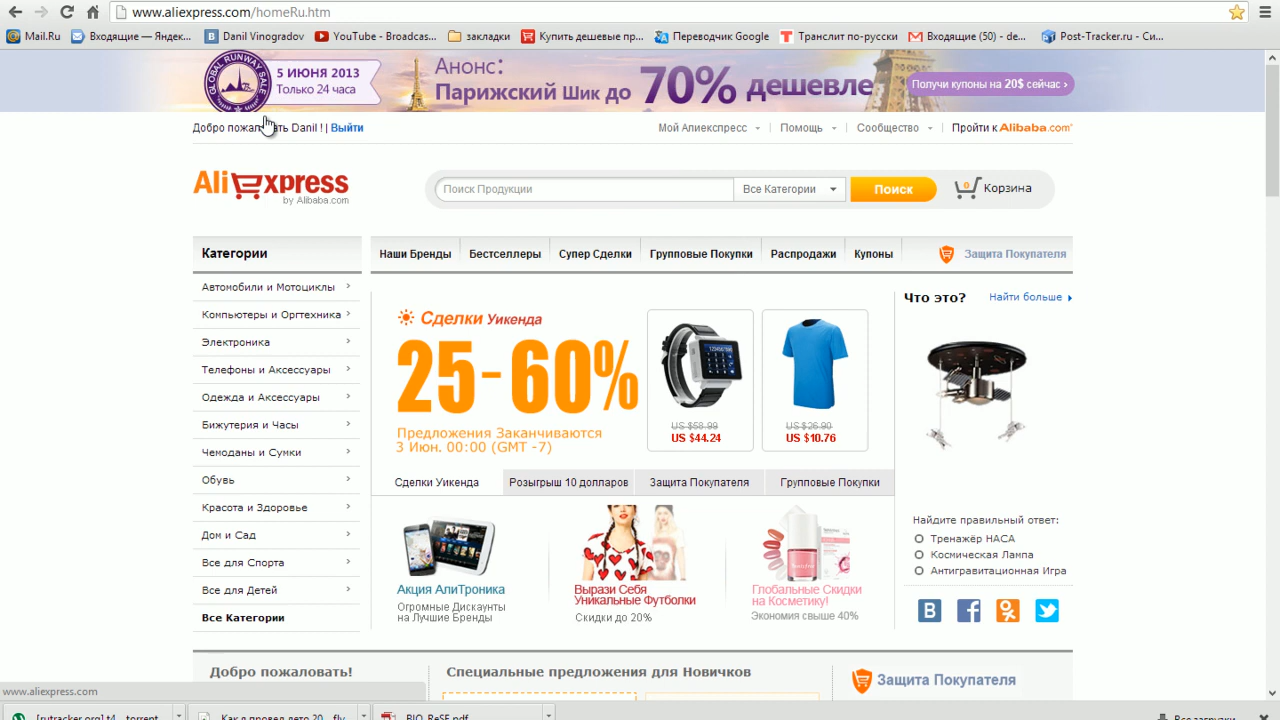 www.aliexpress.com/homeRu.htm
Mail.Ru
Входящие — Яндек...
Danil Vinogradov
YouTube - Broadcas...
закладки
Купить дешевые пр...
Переводчик Google
Транслит по-русски
Входящие (50) - de...
Post-Tracker.ru - Си...
GLOBAL RUNWAY SALE
5 ИЮНЯ 2013
Только 24 часа
Анонс:
Парижский Шик до 70% дешевле
Получи купоны на 20$ сейчас ›
Добро пожаловать Danil ! | Выйти
Мой Алиекспресс
Помощь
Сообщество
Пройти к Alibaba.com
AliExpress
by Alibaba.com
Поиск Продукции
Все Категории
Поиск
0
Корзина
Категории
Наши Бренды
Бестселлеры
Супер Сделки
Групповые Покупки
Распродажи
Купоны
Защита Покупателя
Автомобили и Мотоциклы
Компьютеры и Оргтехника
Электроника
Телефоны и Аксессуары
Одежда и Аксессуары
Бижутерия и Часы
Чемоданы и Сумки
Обувь
Красота и Здоровье
Дом и Сад
Все для Спорта
Все для Детей
Все Категории
Сделки Уикенда
25-60%
Предложения Заканчиваются
3 Июн. 00:00 (GMT -7)
US $58.99
US $44.24
US $26.90
US $10.76
Сделки Уикенда
Розыгрыш 10 долларов
Защита Покупателя
Групповые Покупки
Акция АлиТроника
Огромные Дискаунты
на Лучшие Бренды
Вырази Себя
Уникальные Футболки
Скидки до 20%
Глобальные Скидки
на Косметику!
Экономия свыше 40%
Что это?
Найти больше
Найдите правильный ответ:
Тренажёр НАСА
Космическая Лампа
Антигравитационная Игра
Добро пожаловать!
Специальные предложения для Новичков
Защита Покупателя
www.aliexpress.com
[rutracker.org].t4....torrent
Как я провел лето 20....flv
BIO_ReSF.pdf
Все загрузки